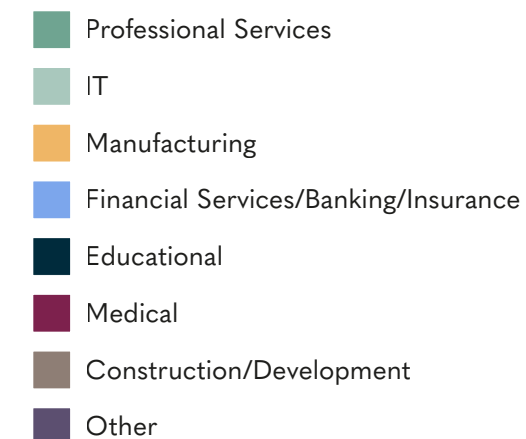 Professional Services
IT
Manufacturing
Financial Services/Banking/Insurance
Educational
Medical
Construction/Development
Other